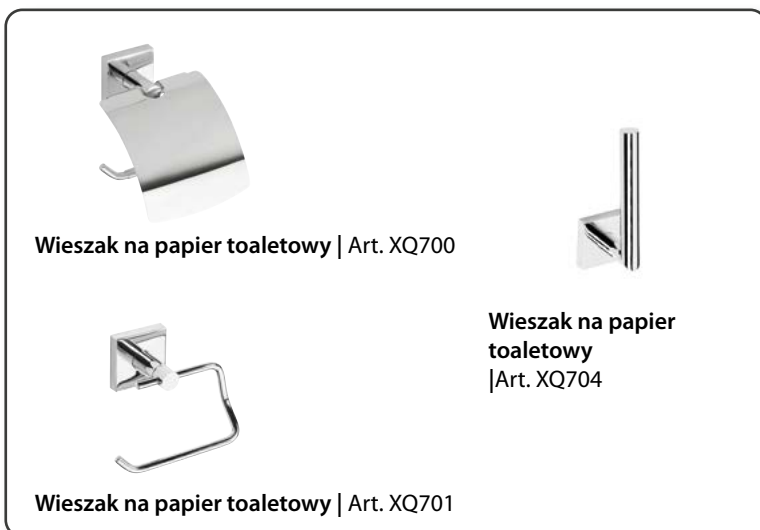 Wieszak na papier toaletowy | Art. XQ700
Wieszak na papier
toaletowy
|Art. XQ704
Wieszak na papier toaletowy | Art. XQ701